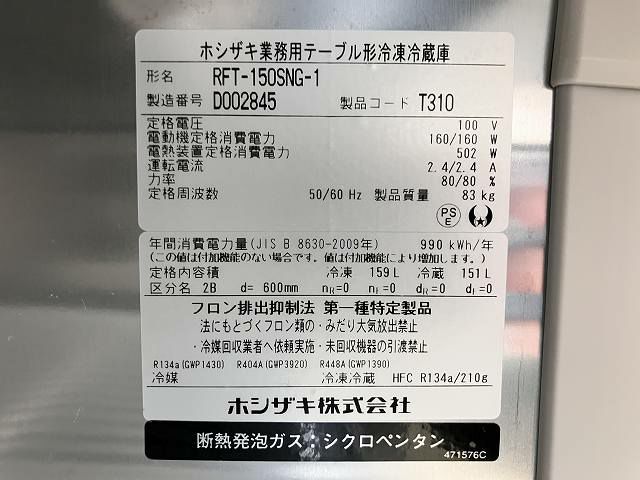 ホシザキ業務用テーブル形冷凍冷蔵庫
形名 RFT-150SNG-1
製造番号 D002845 製品コード T310
定格電圧 100 V
電動機定格消費電力 160/160 W
電熱装置定格消費電力 502 W
運転電流 2.4/2.4 A
力率 80/80 %
定格周波数 50/60 Hz 製品質量 83 kg
PSE
年間消費電力量(JIS B 8630-2009年) 990 kWh/年
(この値は付加機能のない場合です。値は付加機能により増加します。)
定格内容積 冷凍 159 L 冷蔵 151 L
区分名 2B d= 600mm nR=0 nF=0 dR=0 dL=0
フロン排出抑制法 第一種特定製品
法にもとづくフロン類の・みだり大気放出禁止
・冷媒回収業者へ依頼実施・未回収機器の引渡禁止
R134a(GWP1430) R404A(GWP3920) R448A(GWP1390)
冷媒 冷凍冷蔵 HFC R134a/210g
ホシザキ株式会社
断熱発泡ガス:シクロペンタン
471576C